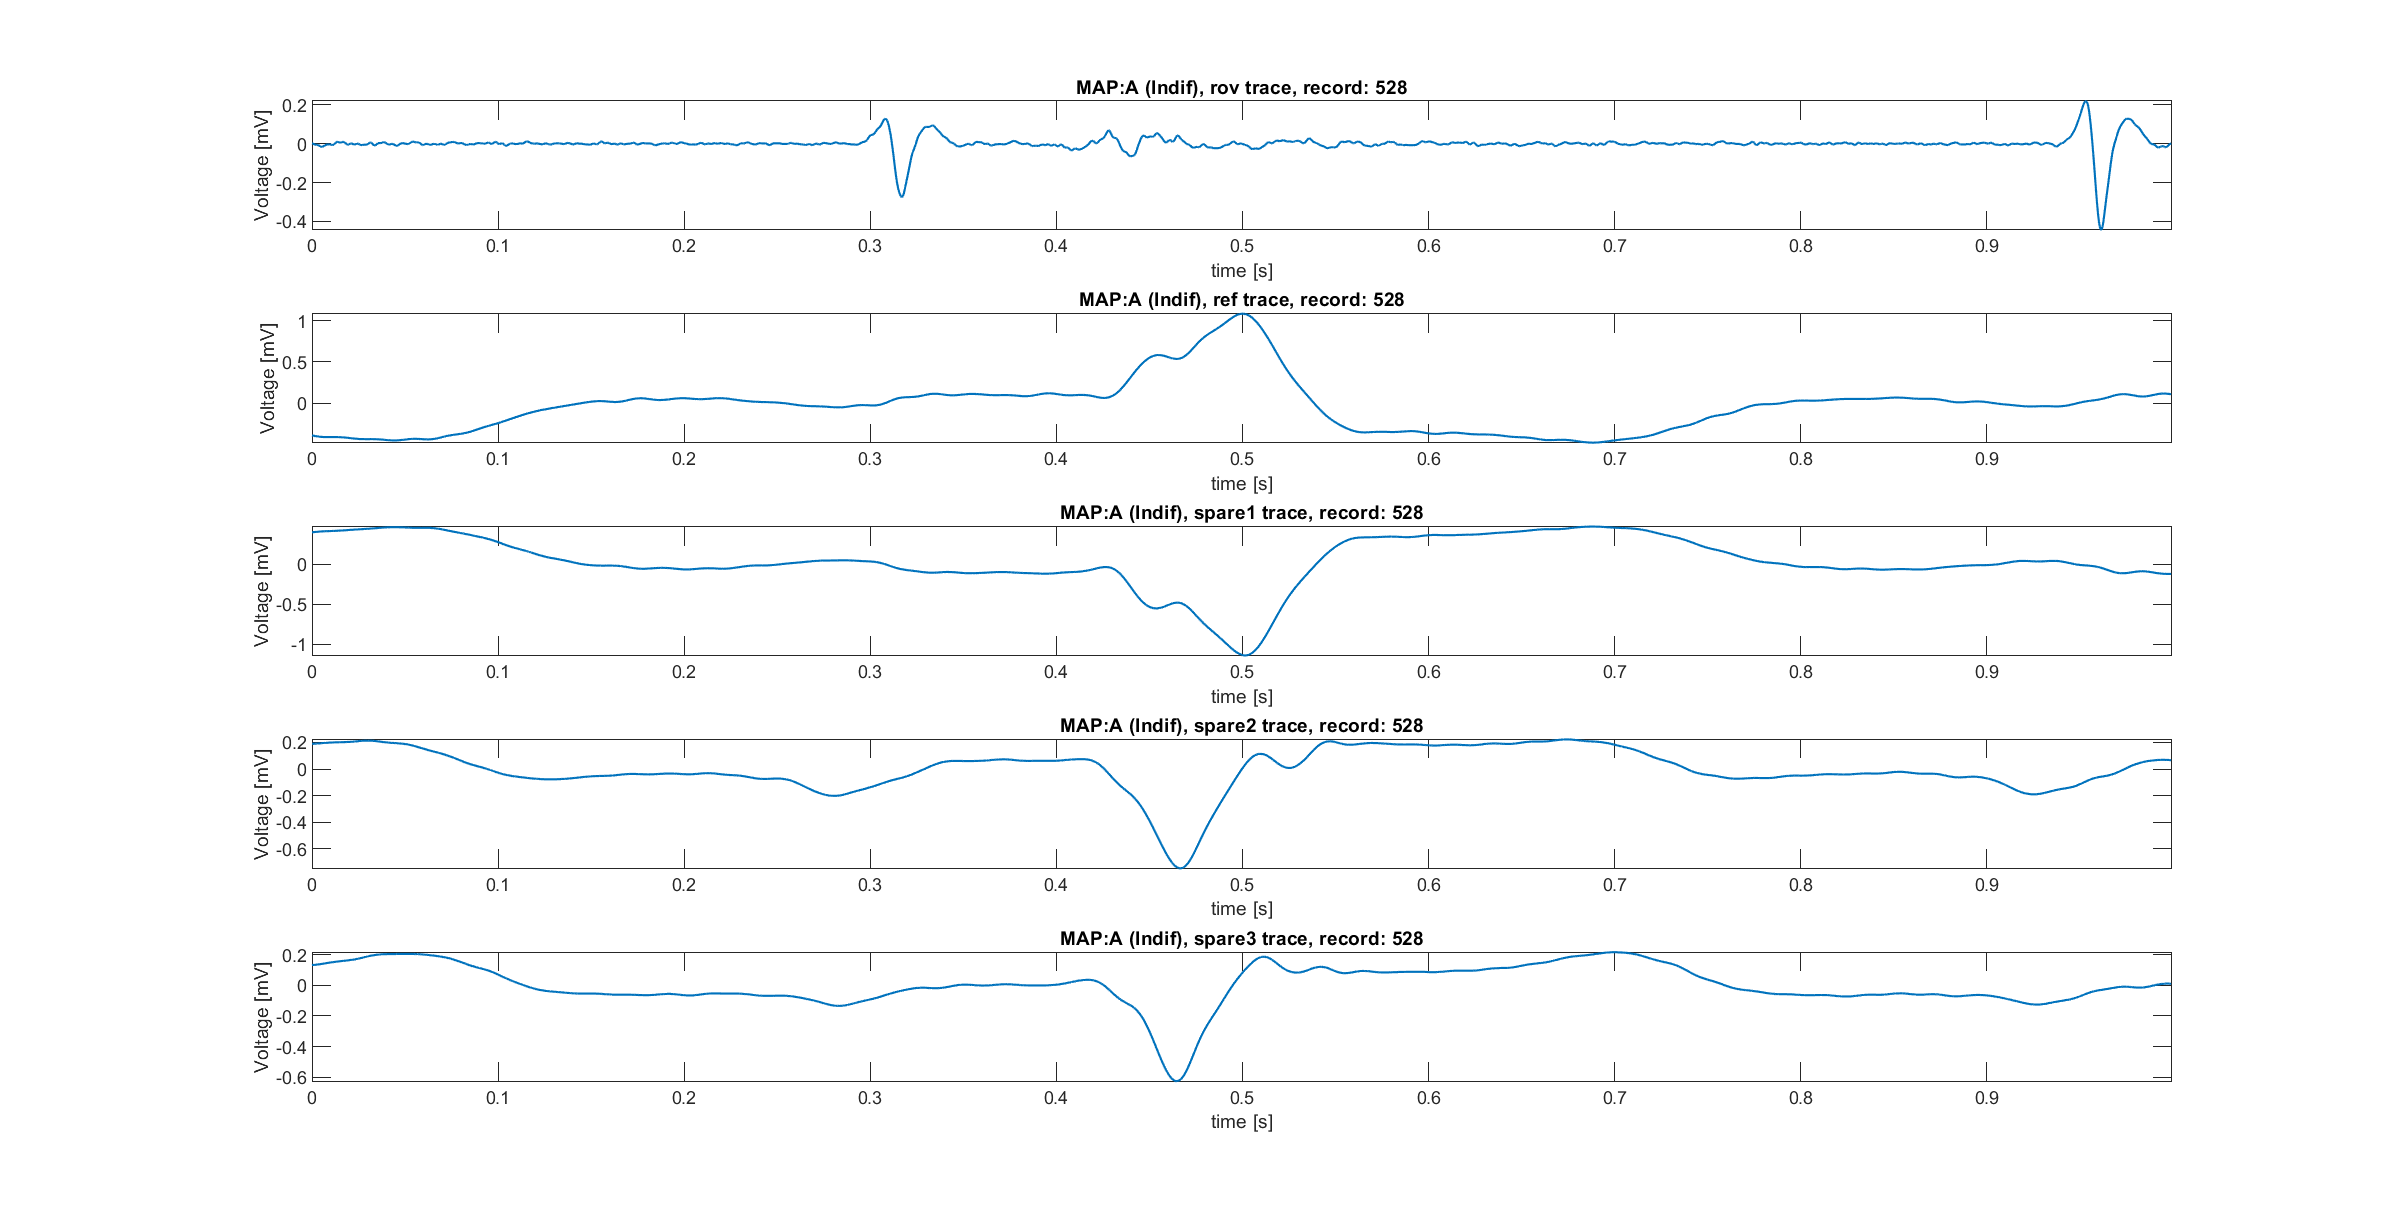 MAP:A (Indif), rov trace, record: 528
Voltage [mV]
0.2
0
-0.2
-0.4
0 0.1 0.2 0.3 0.4 0.5 0.6 0.7 0.8 0.9
time [s]
MAP:A (Indif), ref trace, record: 528
Voltage [mV]
1
0.5
0
0 0.1 0.2 0.3 0.4 0.5 0.6 0.7 0.8 0.9
time [s]
MAP:A (Indif), spare1 trace, record: 528
Voltage [mV]
0
-0.5
-1
0 0.1 0.2 0.3 0.4 0.5 0.6 0.7 0.8 0.9
time [s]
MAP:A (Indif), spare2 trace, record: 528
Voltage [mV]
0.2
0
-0.2
-0.4
-0.6
0 0.1 0.2 0.3 0.4 0.5 0.6 0.7 0.8 0.9
time [s]
MAP:A (Indif), spare3 trace, record: 528
Voltage [mV]
0.2
0
-0.2
-0.4
-0.6
0 0.1 0.2 0.3 0.4 0.5 0.6 0.7 0.8 0.9
time [s]